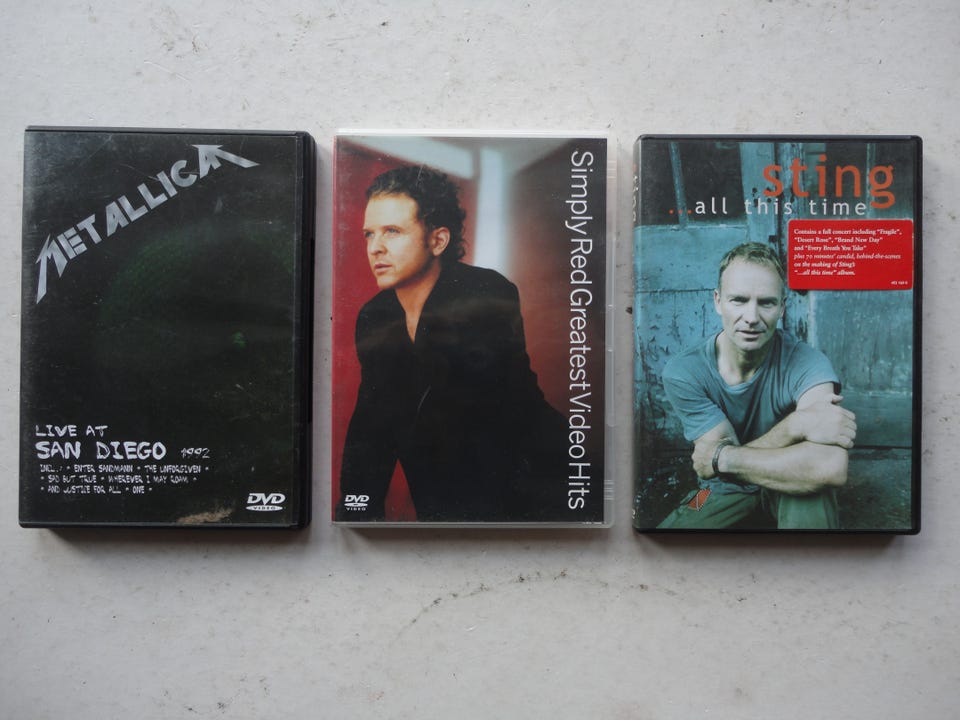 METALLICA
LIVE AT
SAN DIEGO 1992
INCL.: * ENTER SANDMANN * THE UNFORGIVEN *
* SAD BUT TRUE * WHEREVER I MAY ROAM *
* AND JUSTICE FOR ALL * ONE *
DVD
VIDEO
Simply Red Greatest Video Hits
DVD
VIDEO
sting
...all this time
Contains a full concert including "Fragile",
"Desert Rose", "Brand New Day"
and "Every Breath You Take"
plus 70 minutes' candid, behind-the-scenes
on the making of Sting's
"...all this time" album.